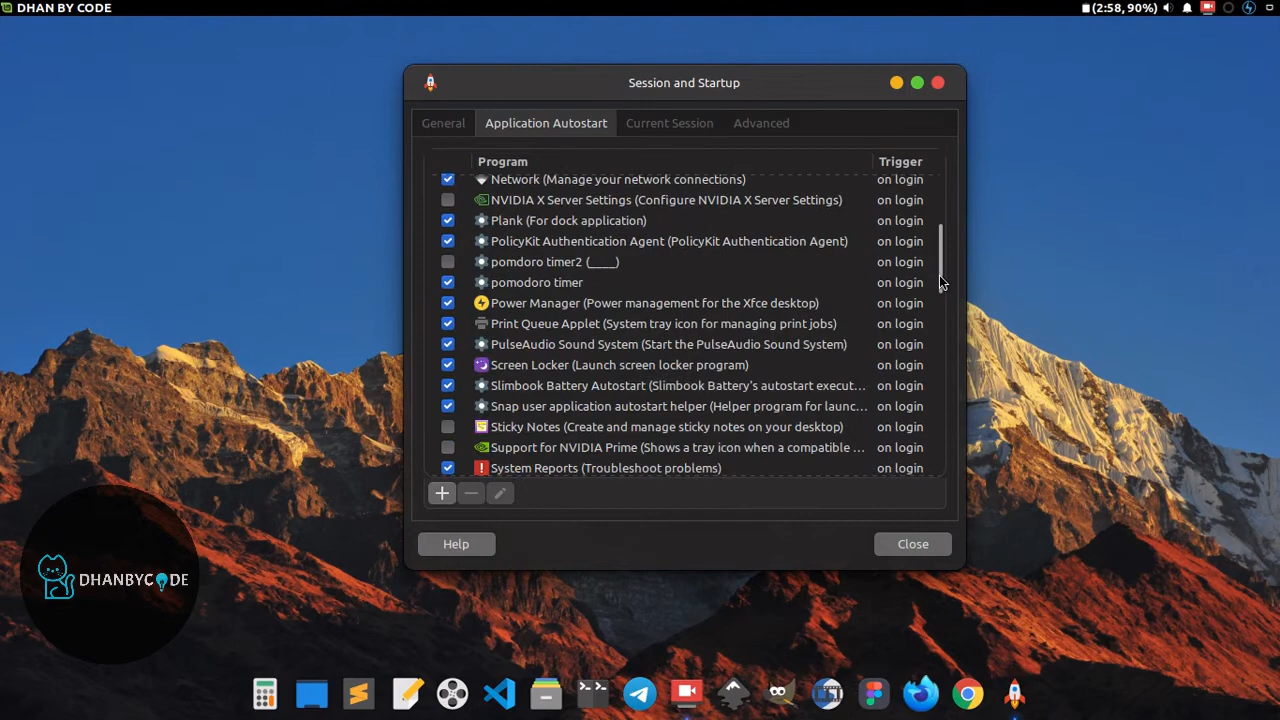 DHAN BY CODE
(2:58, 90%)
Session and Startup
General
Application Autostart
Current Session
Advanced
Program
Trigger
Network (Manage your network connections)
on login
NVIDIA X Server Settings (Configure NVIDIA X Server Settings)
on login
Plank (For dock application)
on login
PolicyKit Authentication Agent (PolicyKit Authentication Agent)
on login
pomdoro timer2 (____)
on login
pomodoro timer
on login
Power Manager (Power management for the Xfce desktop)
on login
Print Queue Applet (System tray icon for managing print jobs)
on login
PulseAudio Sound System (Start the PulseAudio Sound System)
on login
Screen Locker (Launch screen locker program)
on login
Slimbook Battery Autostart (Slimbook Battery's autostart execut...
on login
Snap user application autostart helper (Helper program for launc...
on login
Sticky Notes (Create and manage sticky notes on your desktop)
on login
Support for NVIDIA Prime (Shows a tray icon when a compatible ...
on login
System Reports (Troubleshoot problems)
on login
Help
Close
DHANBYCODE